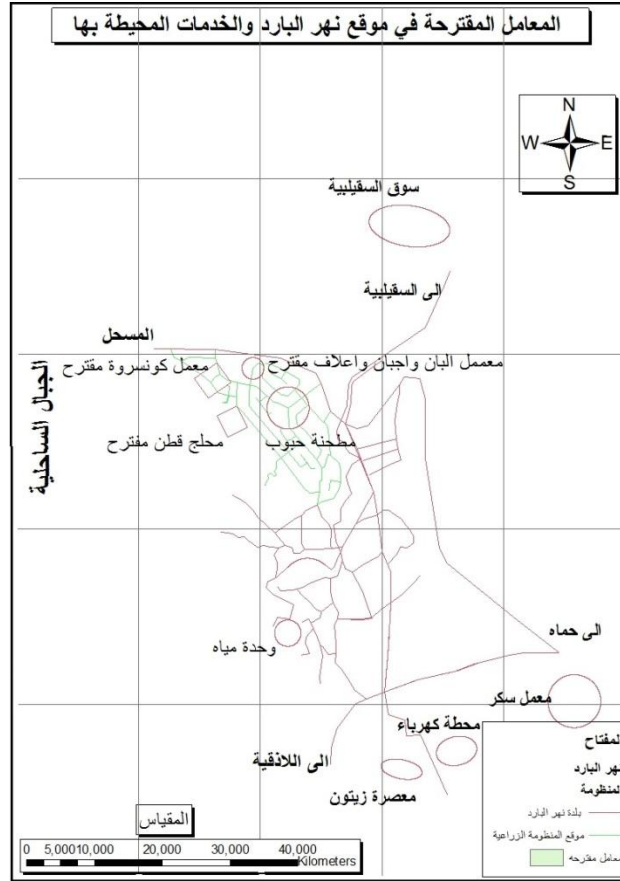 المعامل المقترحة في موقع نهر البارد والخدمات المحيطة بها
N
W E
S
سوق السقيلبية
الى السقيلبية
المسحل
معمل كونسروة مقترح
معممل البان واجبان واعلاف مقترح
الجبال الساحلية
محلج قطن مفترح
مطحنة حبوب
الى حماه
وحدة مياه
معمل سكر
محطة كهرباء
الى اللاذقية
معصرة زيتون
المفتاح
نهر البارد
المنظومة
بلدة نهر البارد
موقع المنظومة الزراعية
معامل مقترحه
المقياس
0 5,00010,000 20,000 30,000 40,000
Kilometers